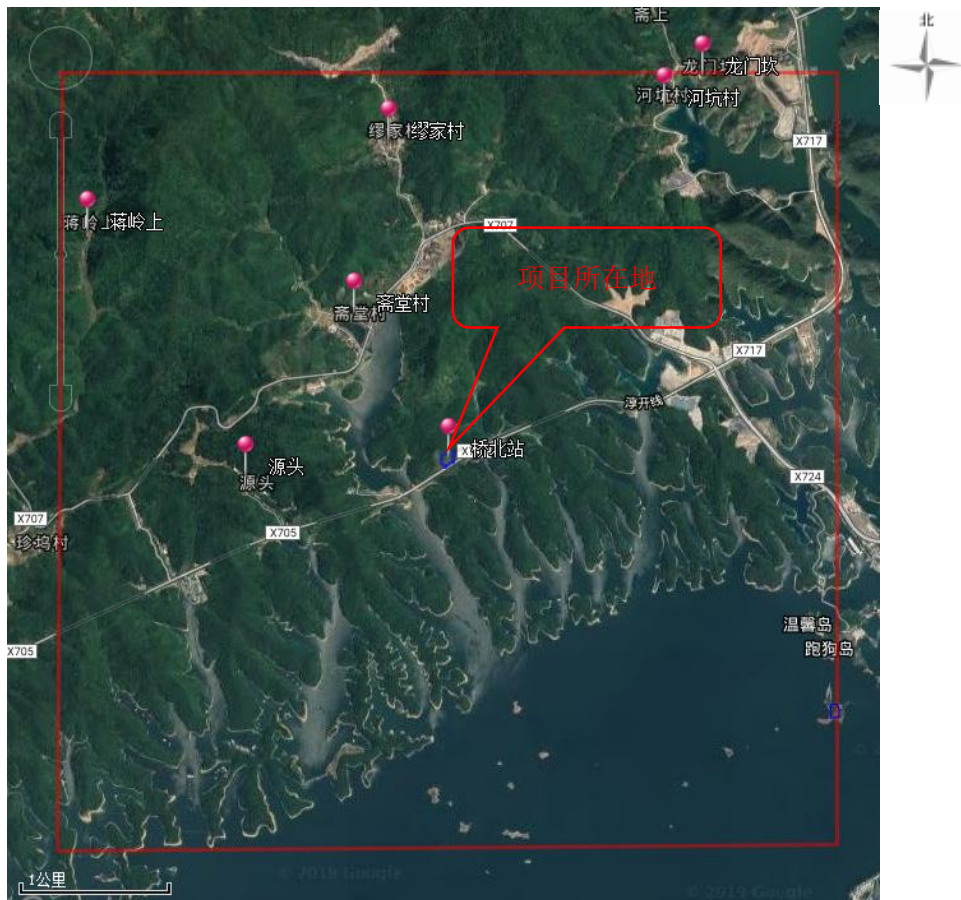 斋上
北
龙门坎
龙门坎
河坑村
河坑村
缪家村
缪家村
X717
蒋岭上
蒋岭上
X707
项目所在地
斋堂村
斋堂村
X717
淳开线
桥北站
源头
源头
X724
X707
X705
珍坞村
温馨岛
X705
跑狗岛
1公里
© 2019 Google
© 2019 Google